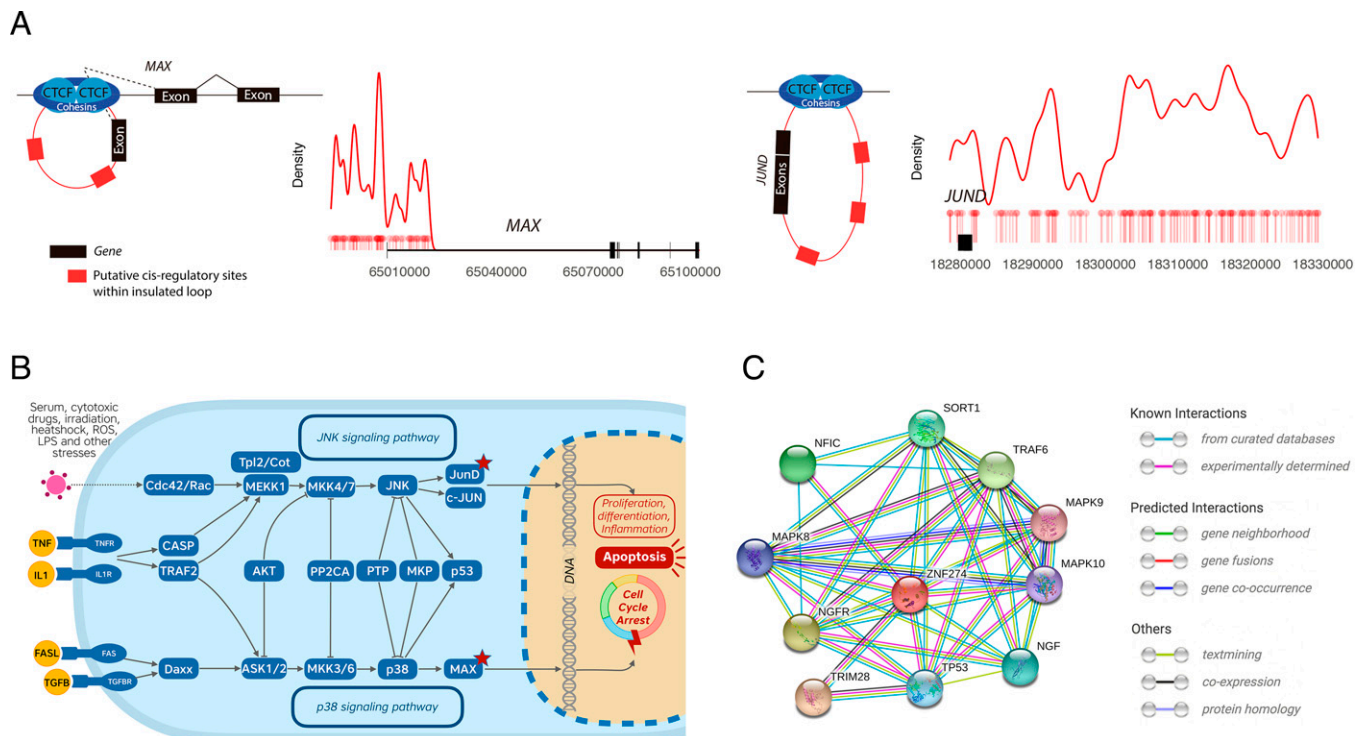 A
MAX
CTCF CTCF
Cohesins
Exon
Exon
Exon
Gene
Putative cis-regulatory sites
within insulated loop
Density
MAX
65010000
65040000
65070000
65100000
CTCF CTCF
Cohesins
JUND
Exons
Density
JUND
18280000
18290000
18300000
18310000
18320000
18330000
B
Serum, cytotoxic
drugs, irradiation,
heatshock, ROS,
LPS and other
stresses
JNK signaling pathway
Tpl2/Cot
Cdc42/Rac
MEKK1
MKK4/7
JNK
JunD
c-JUN
TNF
TNFR
IL1
IL1R
CASP
TRAF2
AKT
PP2CA
PTP
MKP
p53
FASL
FAS
TGFB
TGFBR
Daxx
ASK1/2
MKK3/6
p38
MAX
p38 signaling pathway
DNA
Proliferation,
differentiation,
Inflammation
Apoptosis
Cell
Cycle
Arrest
C
SORT1
NFIC
TRAF6
MAPK9
MAPK8
ZNF274
MAPK10
NGFR
NGF
TRIM28
TP53
Known Interactions
from curated databases
experimentally determined
Predicted Interactions
gene neighborhood
gene fusions
gene co-occurrence
Others
textmining
co-expression
protein homology